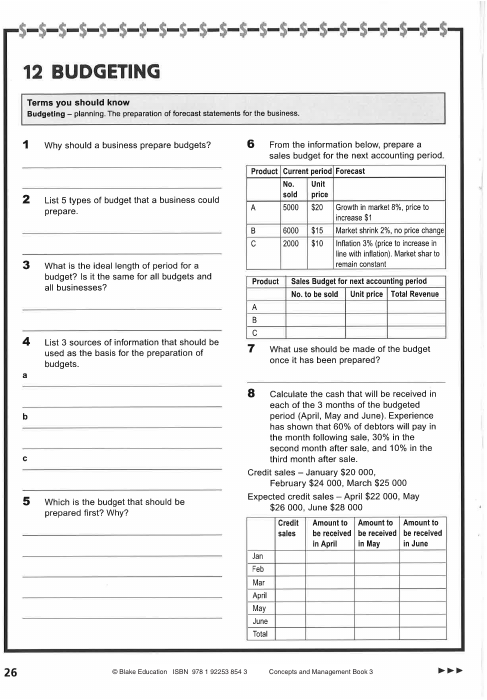 12 BUDGETING
Terms you should know
Budgeting – planning. The preparation of forecast statements for the business.
1 Why should a business prepare budgets?
2 List 5 types of budget that a business could
prepare.
3 What is the ideal length of period for a
budget? Is it the same for all budgets and
all businesses?
4 List 3 sources of information that should be
used as the basis for the preparation of
budgets.
a
b
c
5 Which is the budget that should be
prepared first? Why?
6 From the information below, prepare a
sales budget for the next accounting period.
Product Current period Forecast
No. sold Unit price
A 5000 $20 Growth in market 8%, price to
increase $1
B 6000 $15 Market shrink 2%, no price change
C 2000 $10 Inflation 3% (price to increase in
line with inflation). Market shar to
remain constant
Product Sales Budget for next accounting period
No. to be sold Unit price Total Revenue
A
B
C
7 What use should be made of the budget
once it has been prepared?
8 Calculate the cash that will be received in
each of the 3 months of the budgeted
period (April, May and June). Experience
has shown that 60% of debtors will pay in
the month following sale, 30% in the
second month after sale, and 10% in the
third month after sale.
Credit sales – January $20 000,
February $24 000, March $25 000
Expected credit sales – April $22 000, May
$26 000, June $28 000
Credit sales Amount to be received in April Amount to be received in May Amount to be received in June
Jan
Feb
Mar
April
May
June
Total
26 © Blake Education ISBN 978 1 92253 854 3 Concepts and Management Book 3